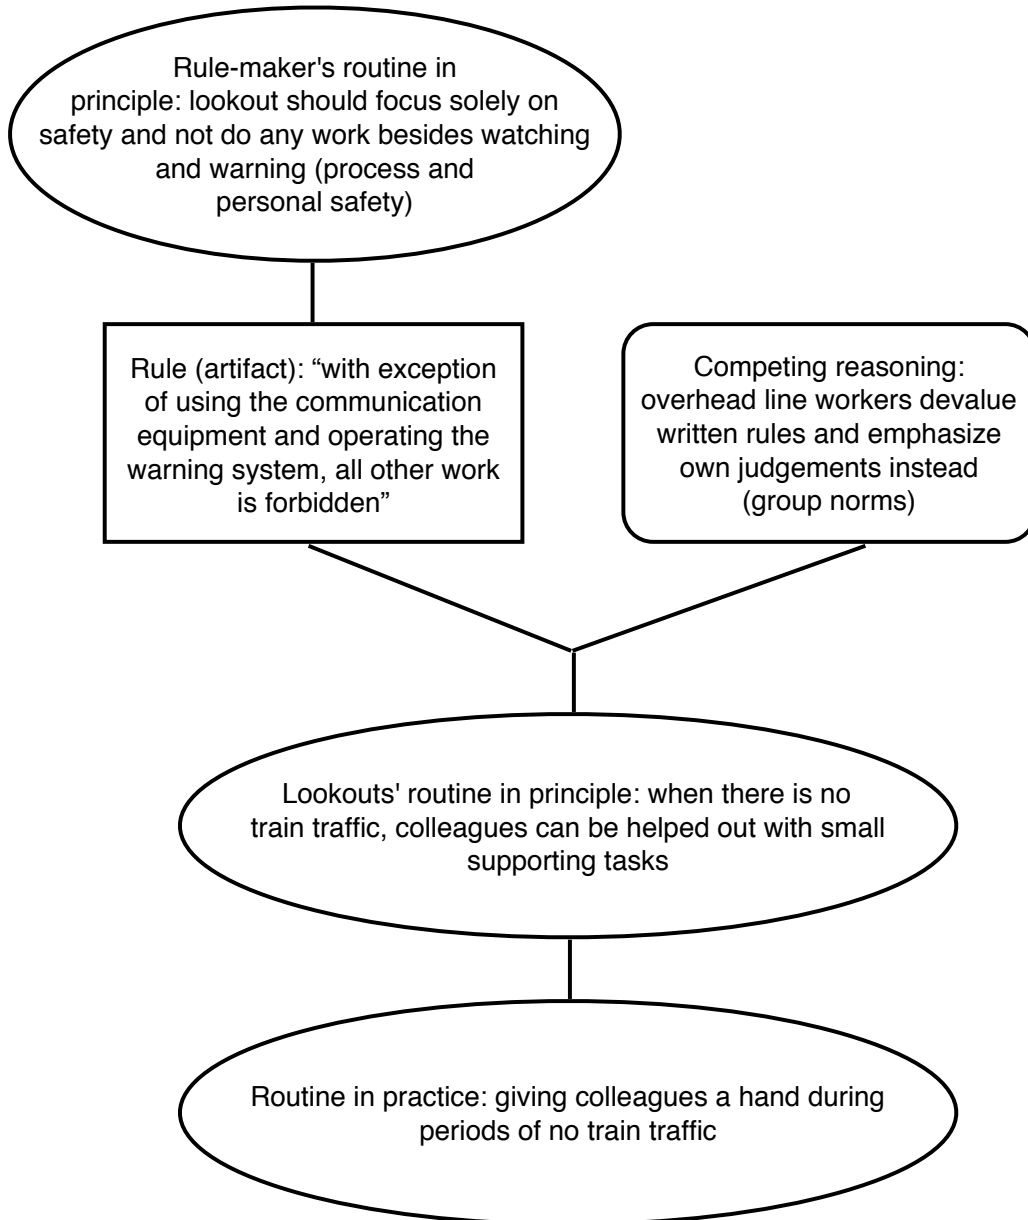 Rule-maker's routine in
principle: lookout should focus solely on
safety and not do any work besides watching
and warning (process and
personal safety)
Rule (artifact): “with exception
of using the communication
equipment and operating the
warning system, all other work
is forbidden”
Competing reasoning:
overhead line workers devalue
written rules and emphasize
own judgements instead
(group norms)
Lookouts' routine in principle: when there is no
train traffic, colleagues can be helped out with small
supporting tasks
Routine in practice: giving colleagues a hand during
periods of no train traffic